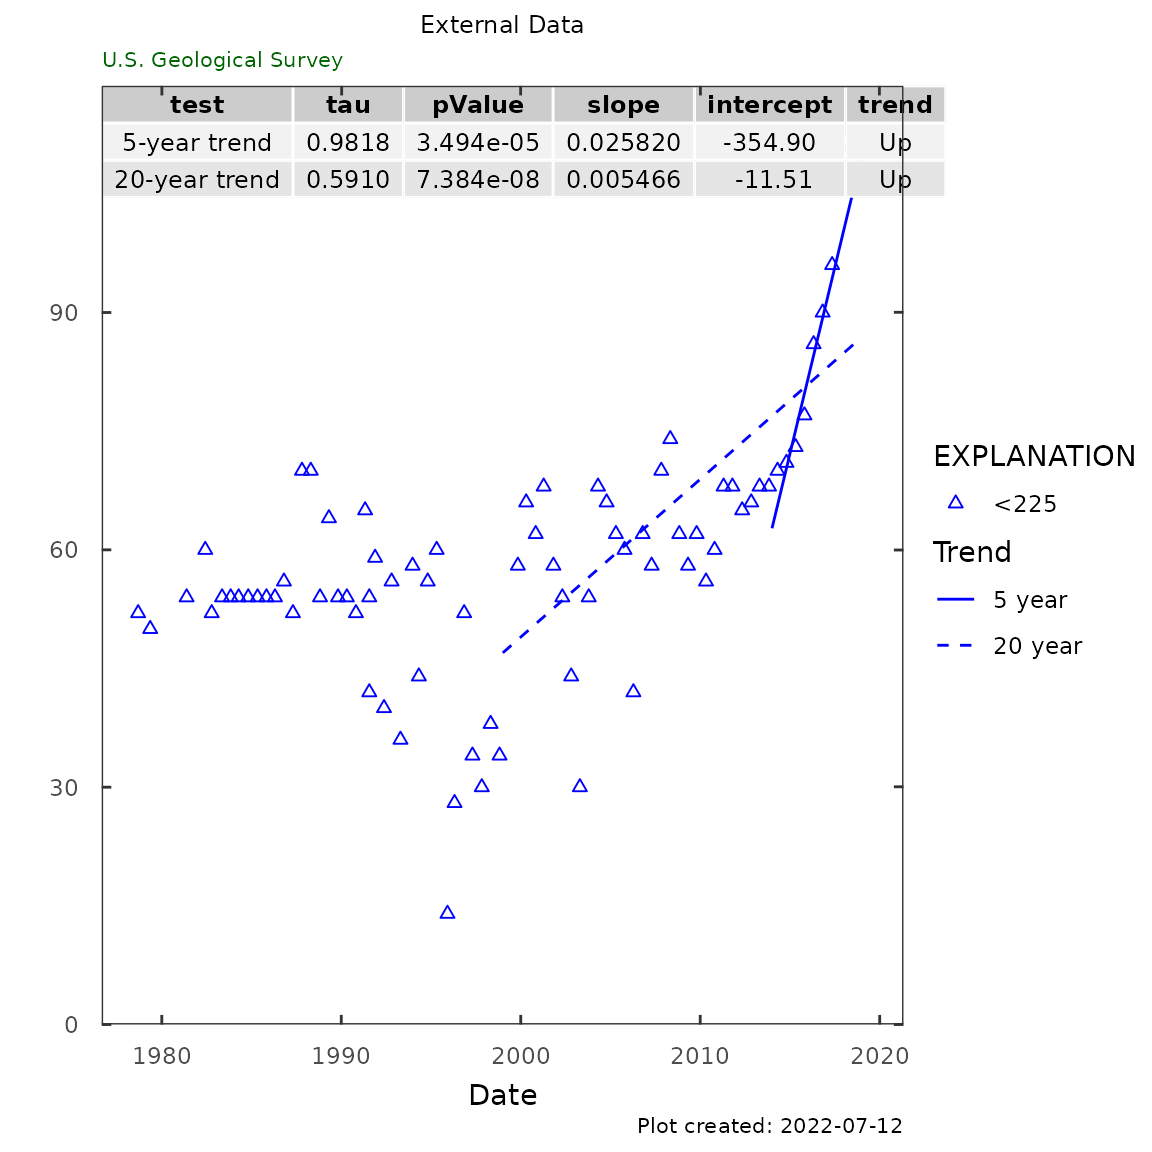 External Data
U.S. Geological Survey
test tau pValue slope intercept trend
5-year trend 0.9818 3.494e-05 0.025820 -354.90 Up
20-year trend 0.5910 7.384e-08 0.005466 -11.51 Up
90
60
30
0
1980 1990 2000 2010 2020
Date
EXPLANATION
<225
Trend
5 year
20 year
Plot created: 2022-07-12